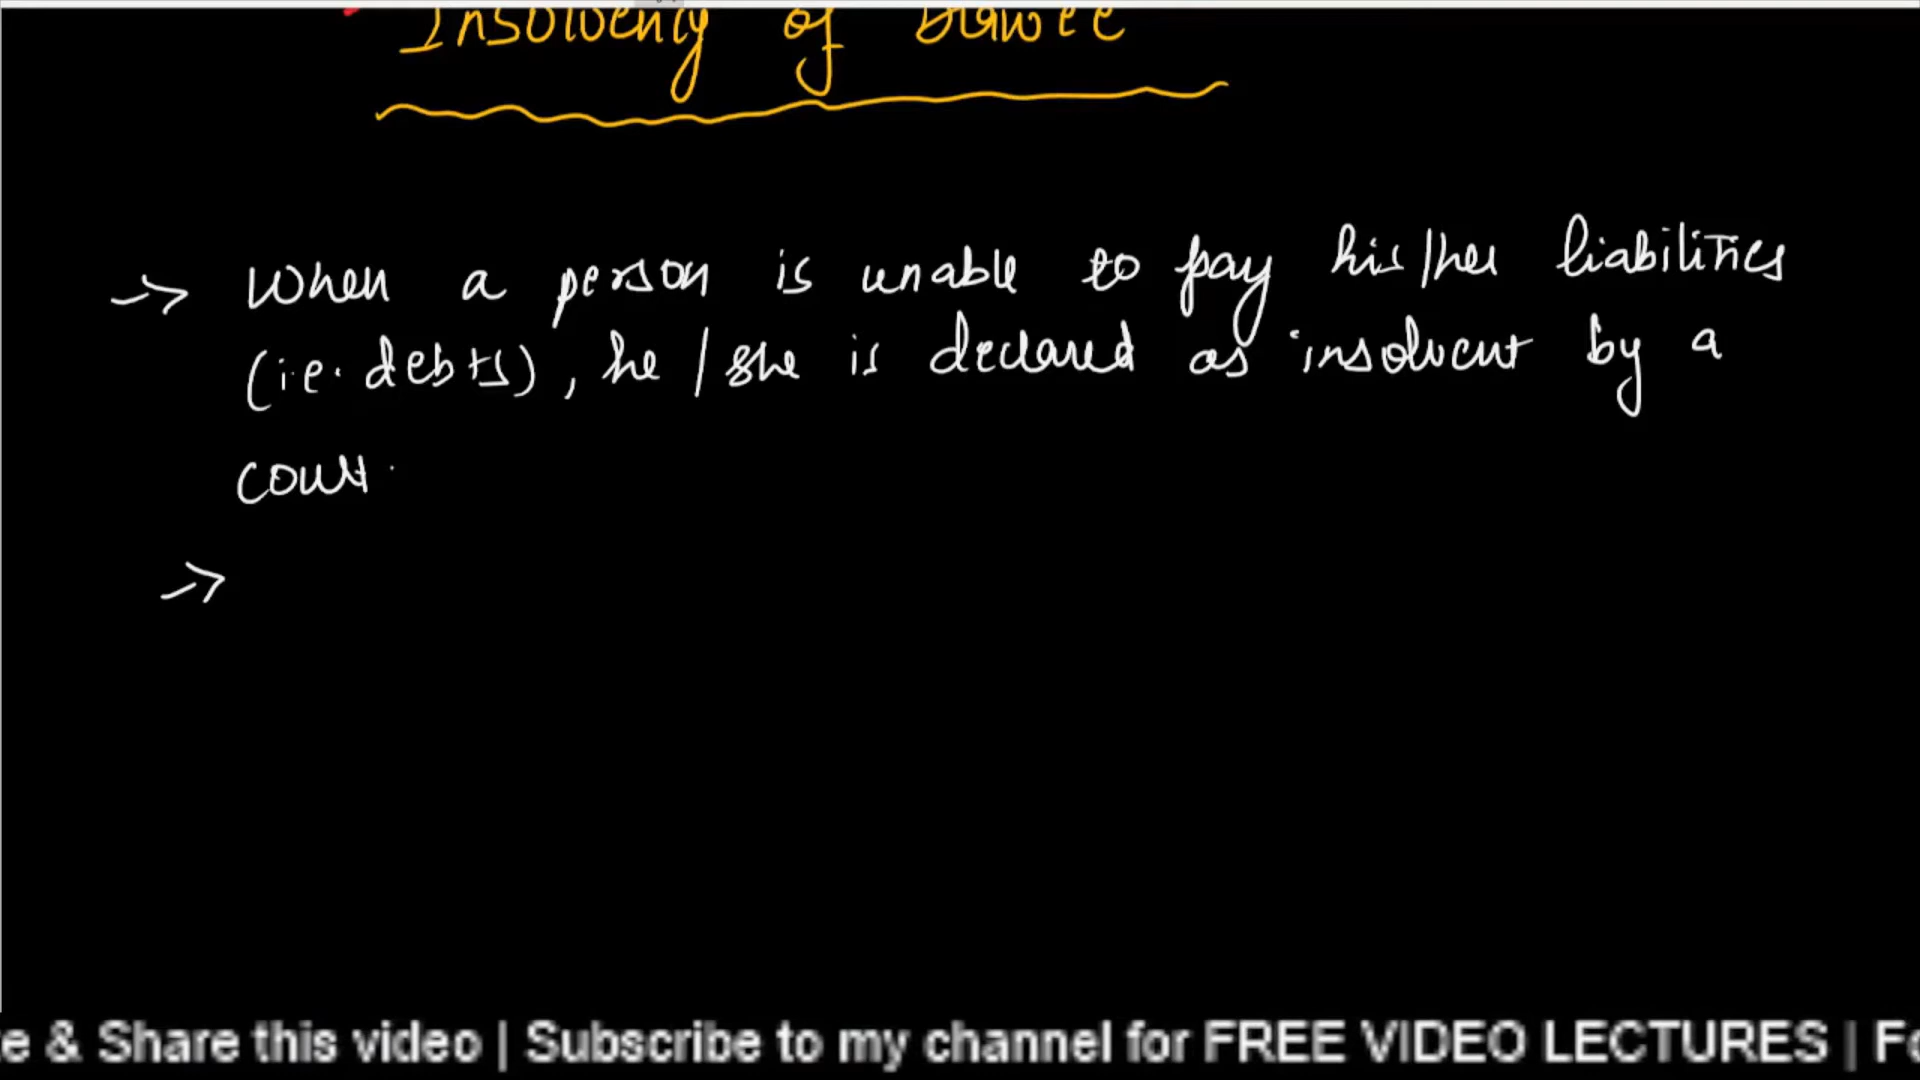 Insolvency of Drawee
-> When a person is unable to pay his/her liabilities
(i.e. debts), he / she is declared as insolvent by a
court.
->
e & Share this video | Subscribe to my channel for FREE VIDEO LECTURES | Fo